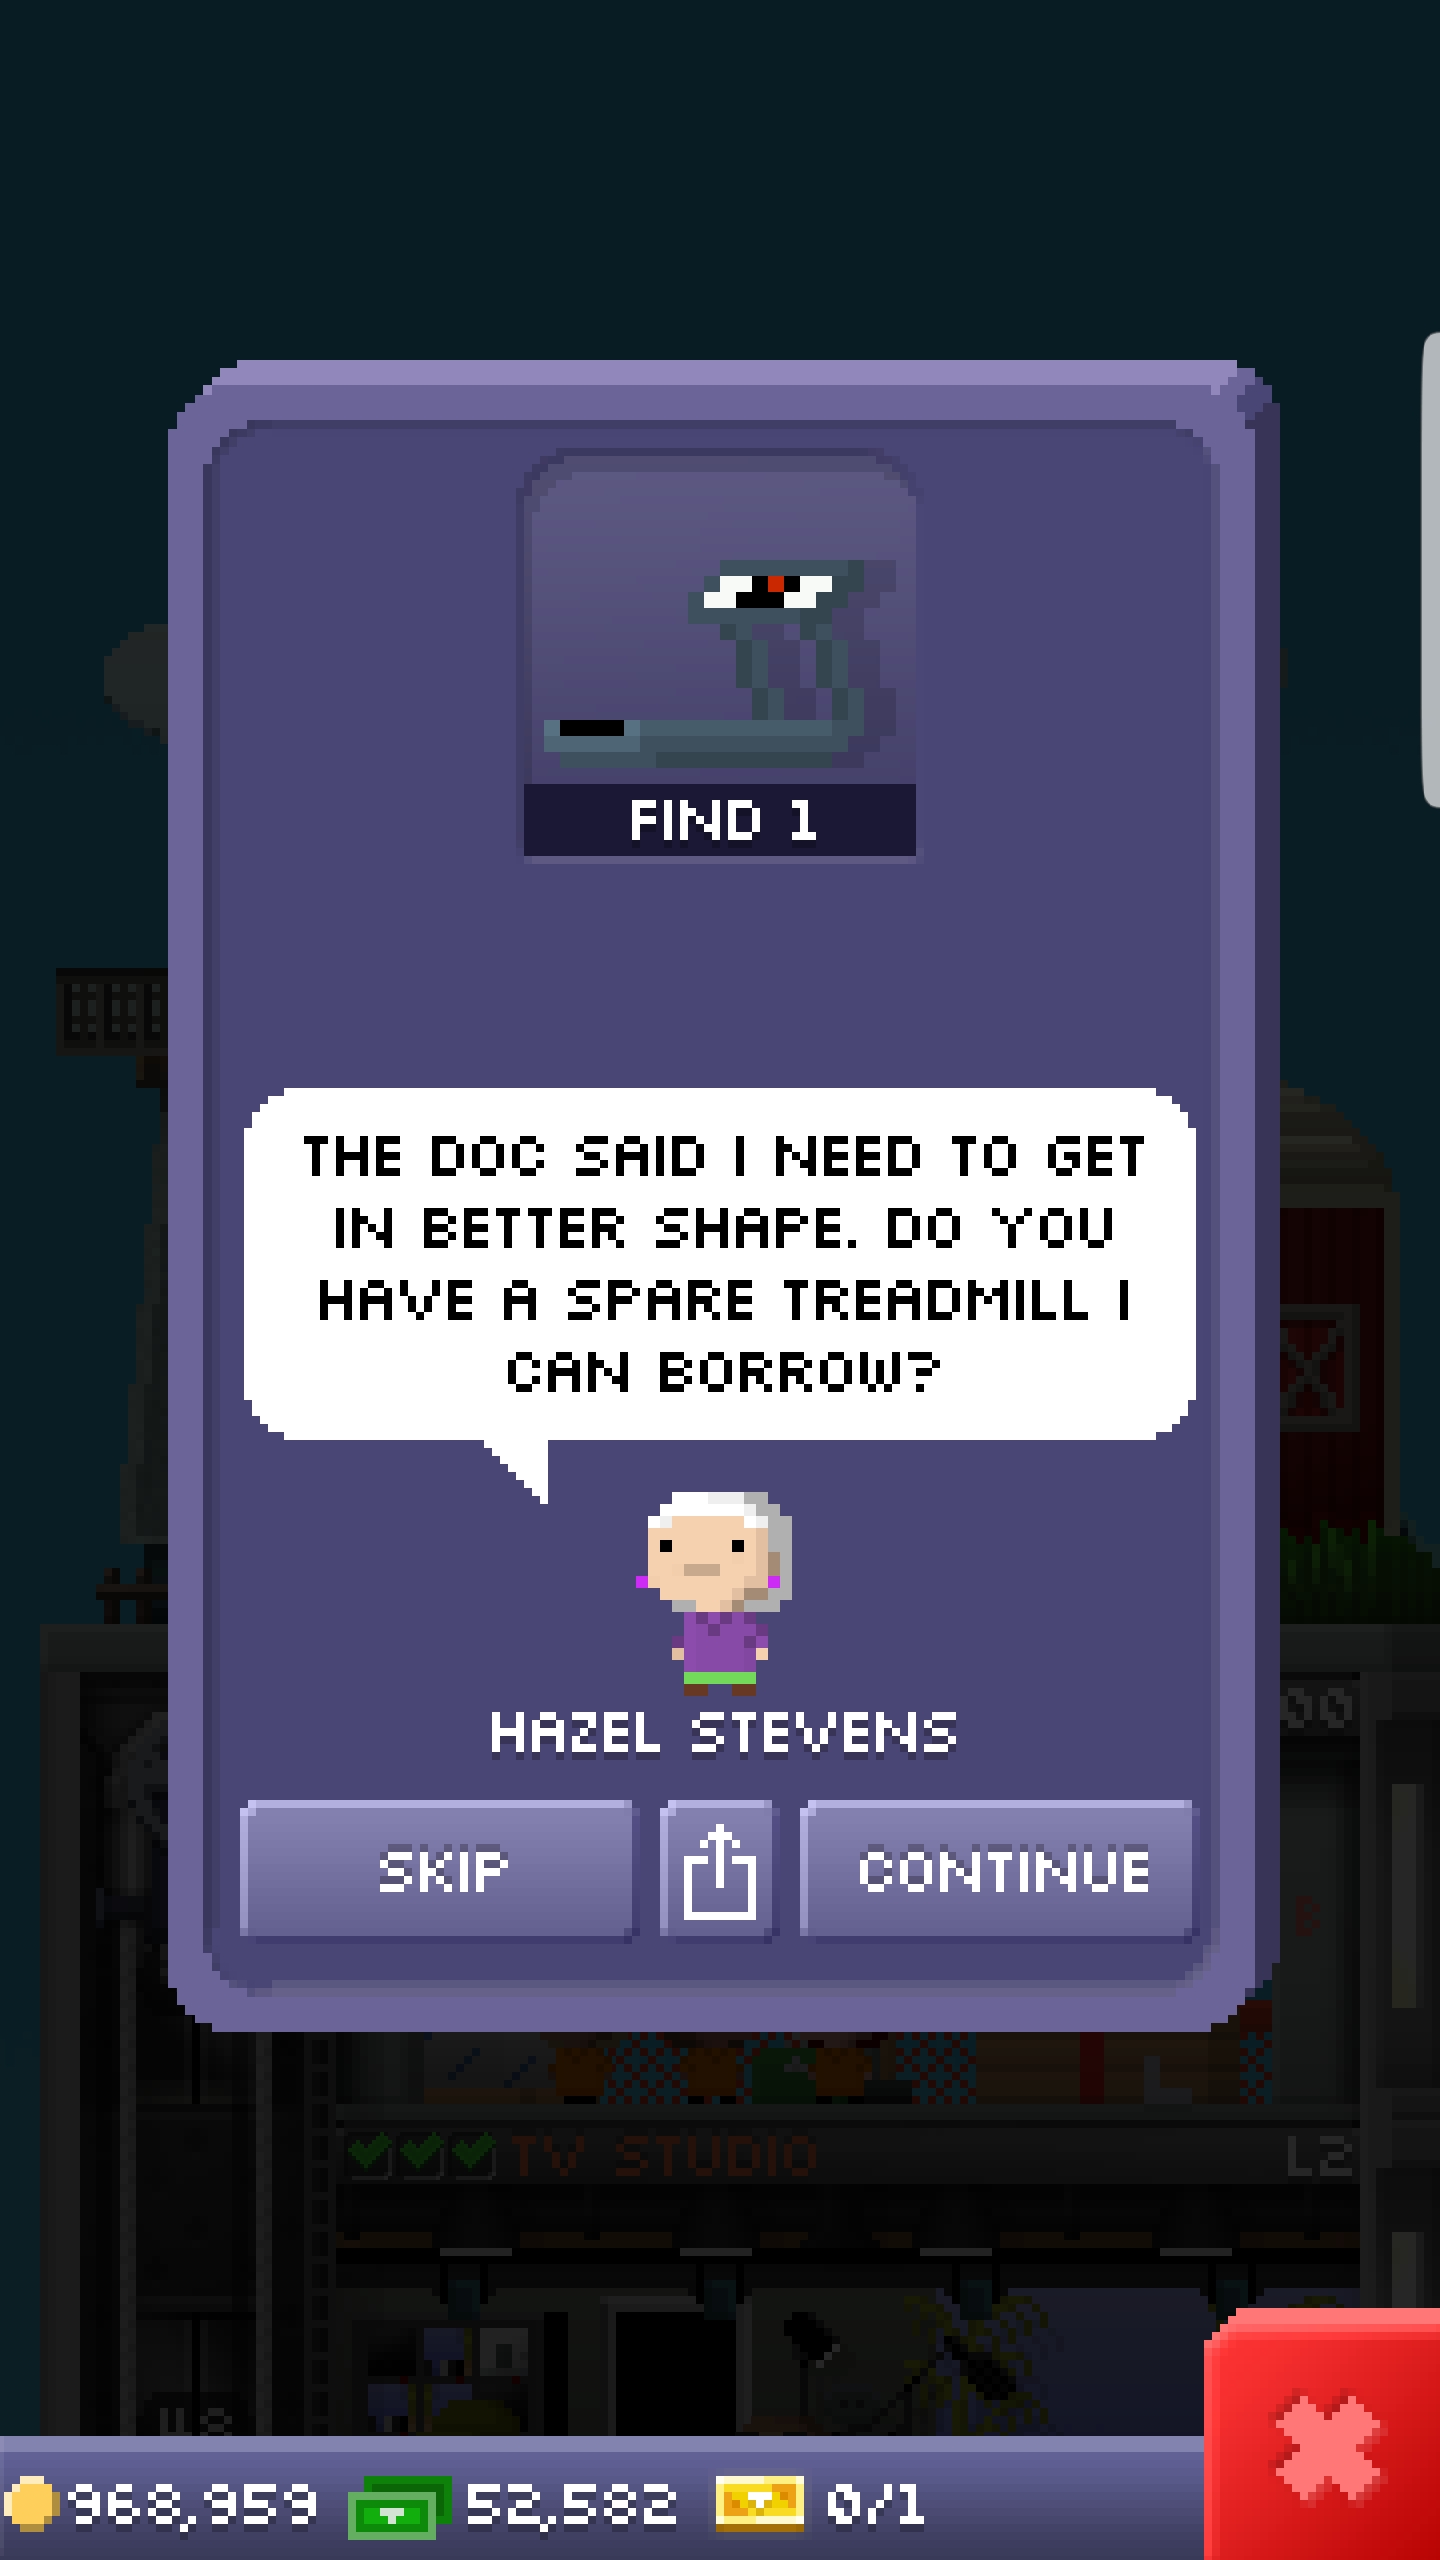 FIND 1
THE DOC SAID I NEED TO GET
IN BETTER SHAPE. DO YOU
HAVE A SPARE TREADMILL I
CAN BORROW?
HAZEL STEVENS
SKIP
CONTINUE
TV STUDIO
968,959
52,582
0/1